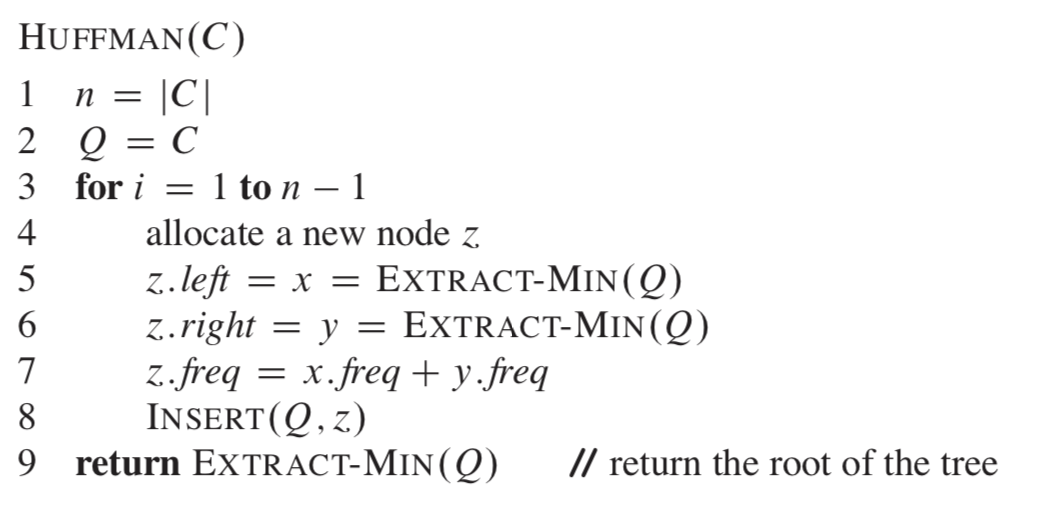 HUFFMAN(C)
1 n = |C|
2 Q = C
3 for i = 1 to n − 1
4 allocate a new node z
5 z.left = x = EXTRACT-MIN(Q)
6 z.right = y = EXTRACT-MIN(Q)
7 z.freq = x.freq + y.freq
8 INSERT(Q, z)
9 return EXTRACT-MIN(Q) // return the root of the tree